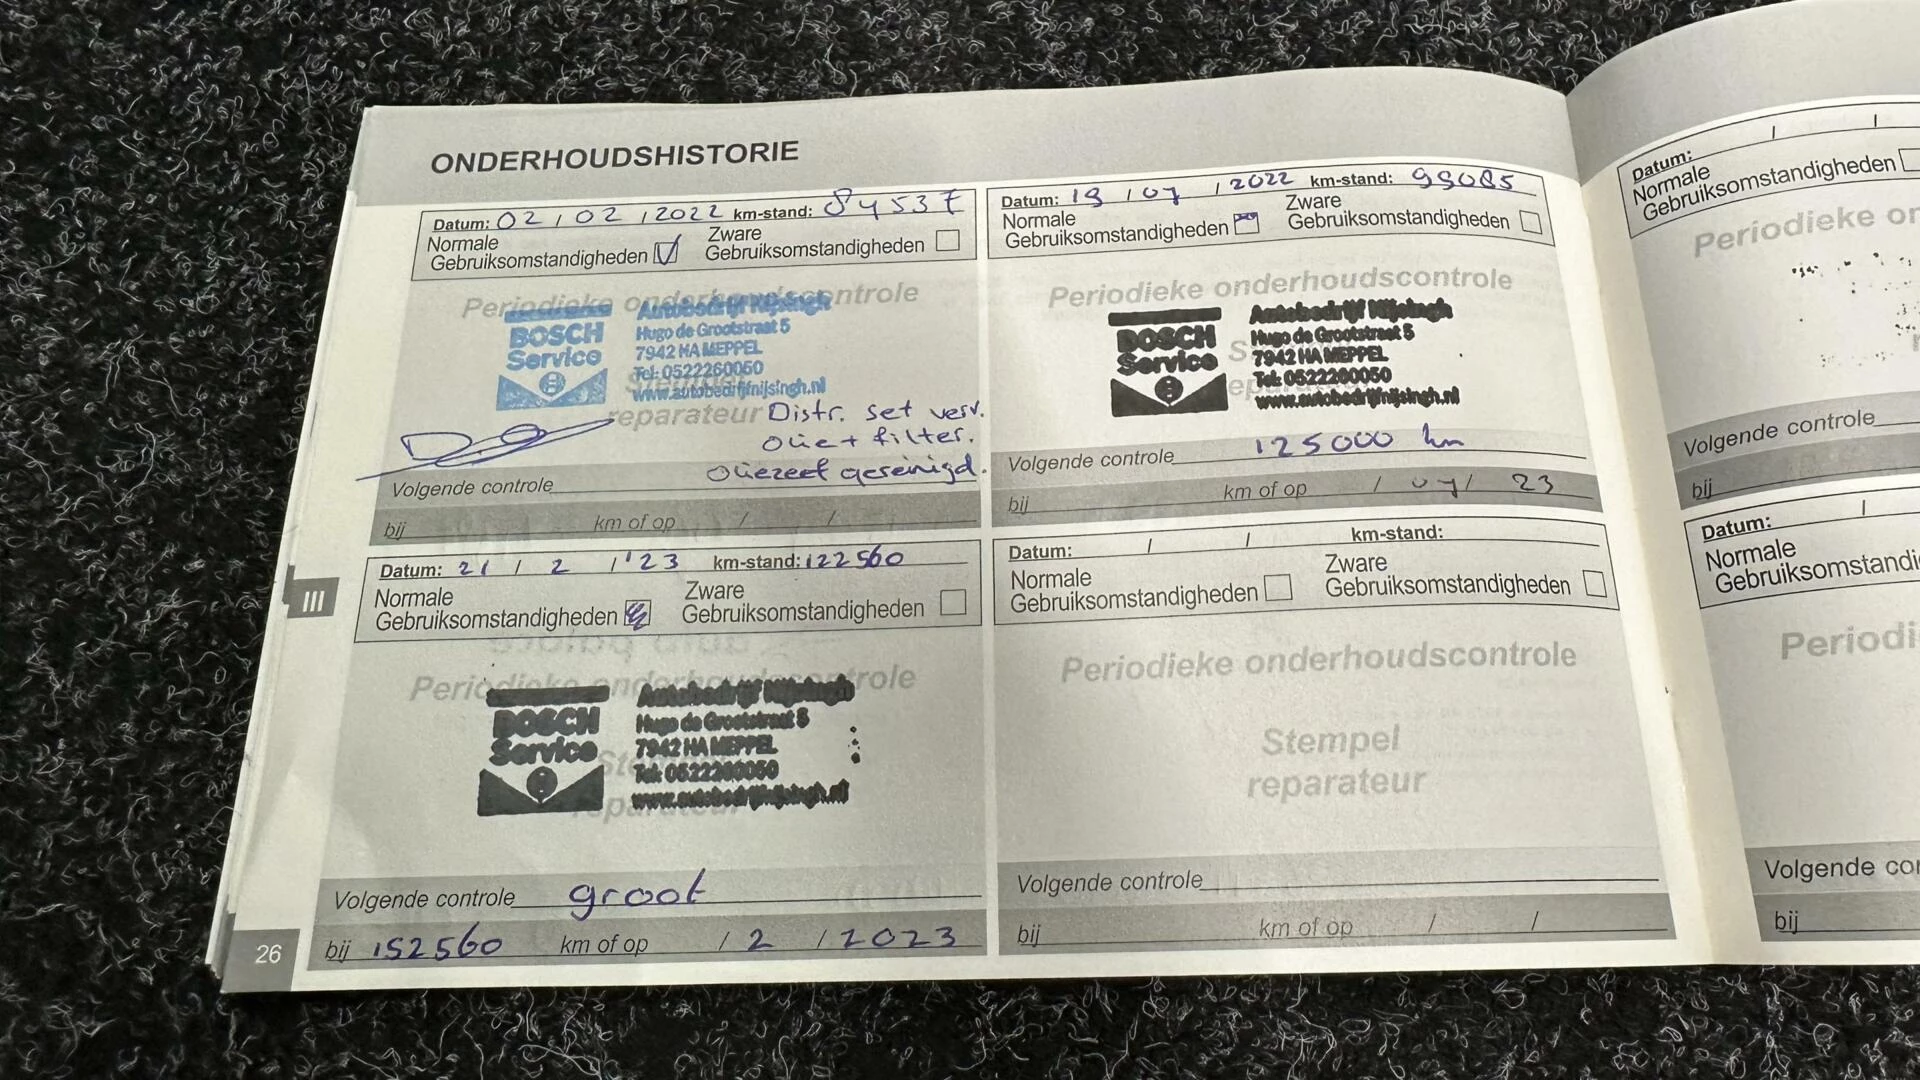 ONDERHOUDSHISTORIE
Datum: 02 / 02 / 2022 km-stand: 84537
Normale
Gebruiksomstandigheden
Zware
Gebruiksomstandigheden
Periodieke onderhoudscontrole
BOSCH
Service
Autobedrijf Nijsingh
Hugo de Grootstraat 5
7942 HA MEPPEL
Tel: 0522260050
www.autobedrijfnijsingh.nl
reparateur Distr. set verv.
Olie + filter.
Oliezeef gereinigd.
Volgende controle
bij km of op / /
Datum: 19 / 07 / 2022 km-stand: 99085
Normale
Gebruiksomstandigheden
Zware
Gebruiksomstandigheden
Periodieke onderhoudscontrole
BOSCH
Service
Autobedrijf Nijsingh
Hugo de Grootstraat 5
7942 HA MEPPEL
Tel: 0522260050
www.autobedrijfnijsingh.nl
Volgende controle 125000 km
bij km of op / 07 / 23
III
Datum: 21 / 2 / '23 km-stand: 122560
Normale
Gebruiksomstandigheden
Zware
Gebruiksomstandigheden
Periodieke onderhoudscontrole
BOSCH
Service
Autobedrijf Nijsingh
Hugo de Grootstraat 5
7942 HA MEPPEL
Tel: 0522260050
www.autobedrijfnijsingh.nl
Volgende controle groot
bij 152560 km of op / 2 / 2023
Datum: / / km-stand:
Normale
Gebruiksomstandigheden
Zware
Gebruiksomstandigheden
Periodieke onderhoudscontrole
Stempel
reparateur
Volgende controle
bij km of op / /
26
Datum: / /
Normale
Gebruiksomstandigheden
Periodieke
Volgende controle
bij
Datum: /
Normale
Periodi
Volgende
bij